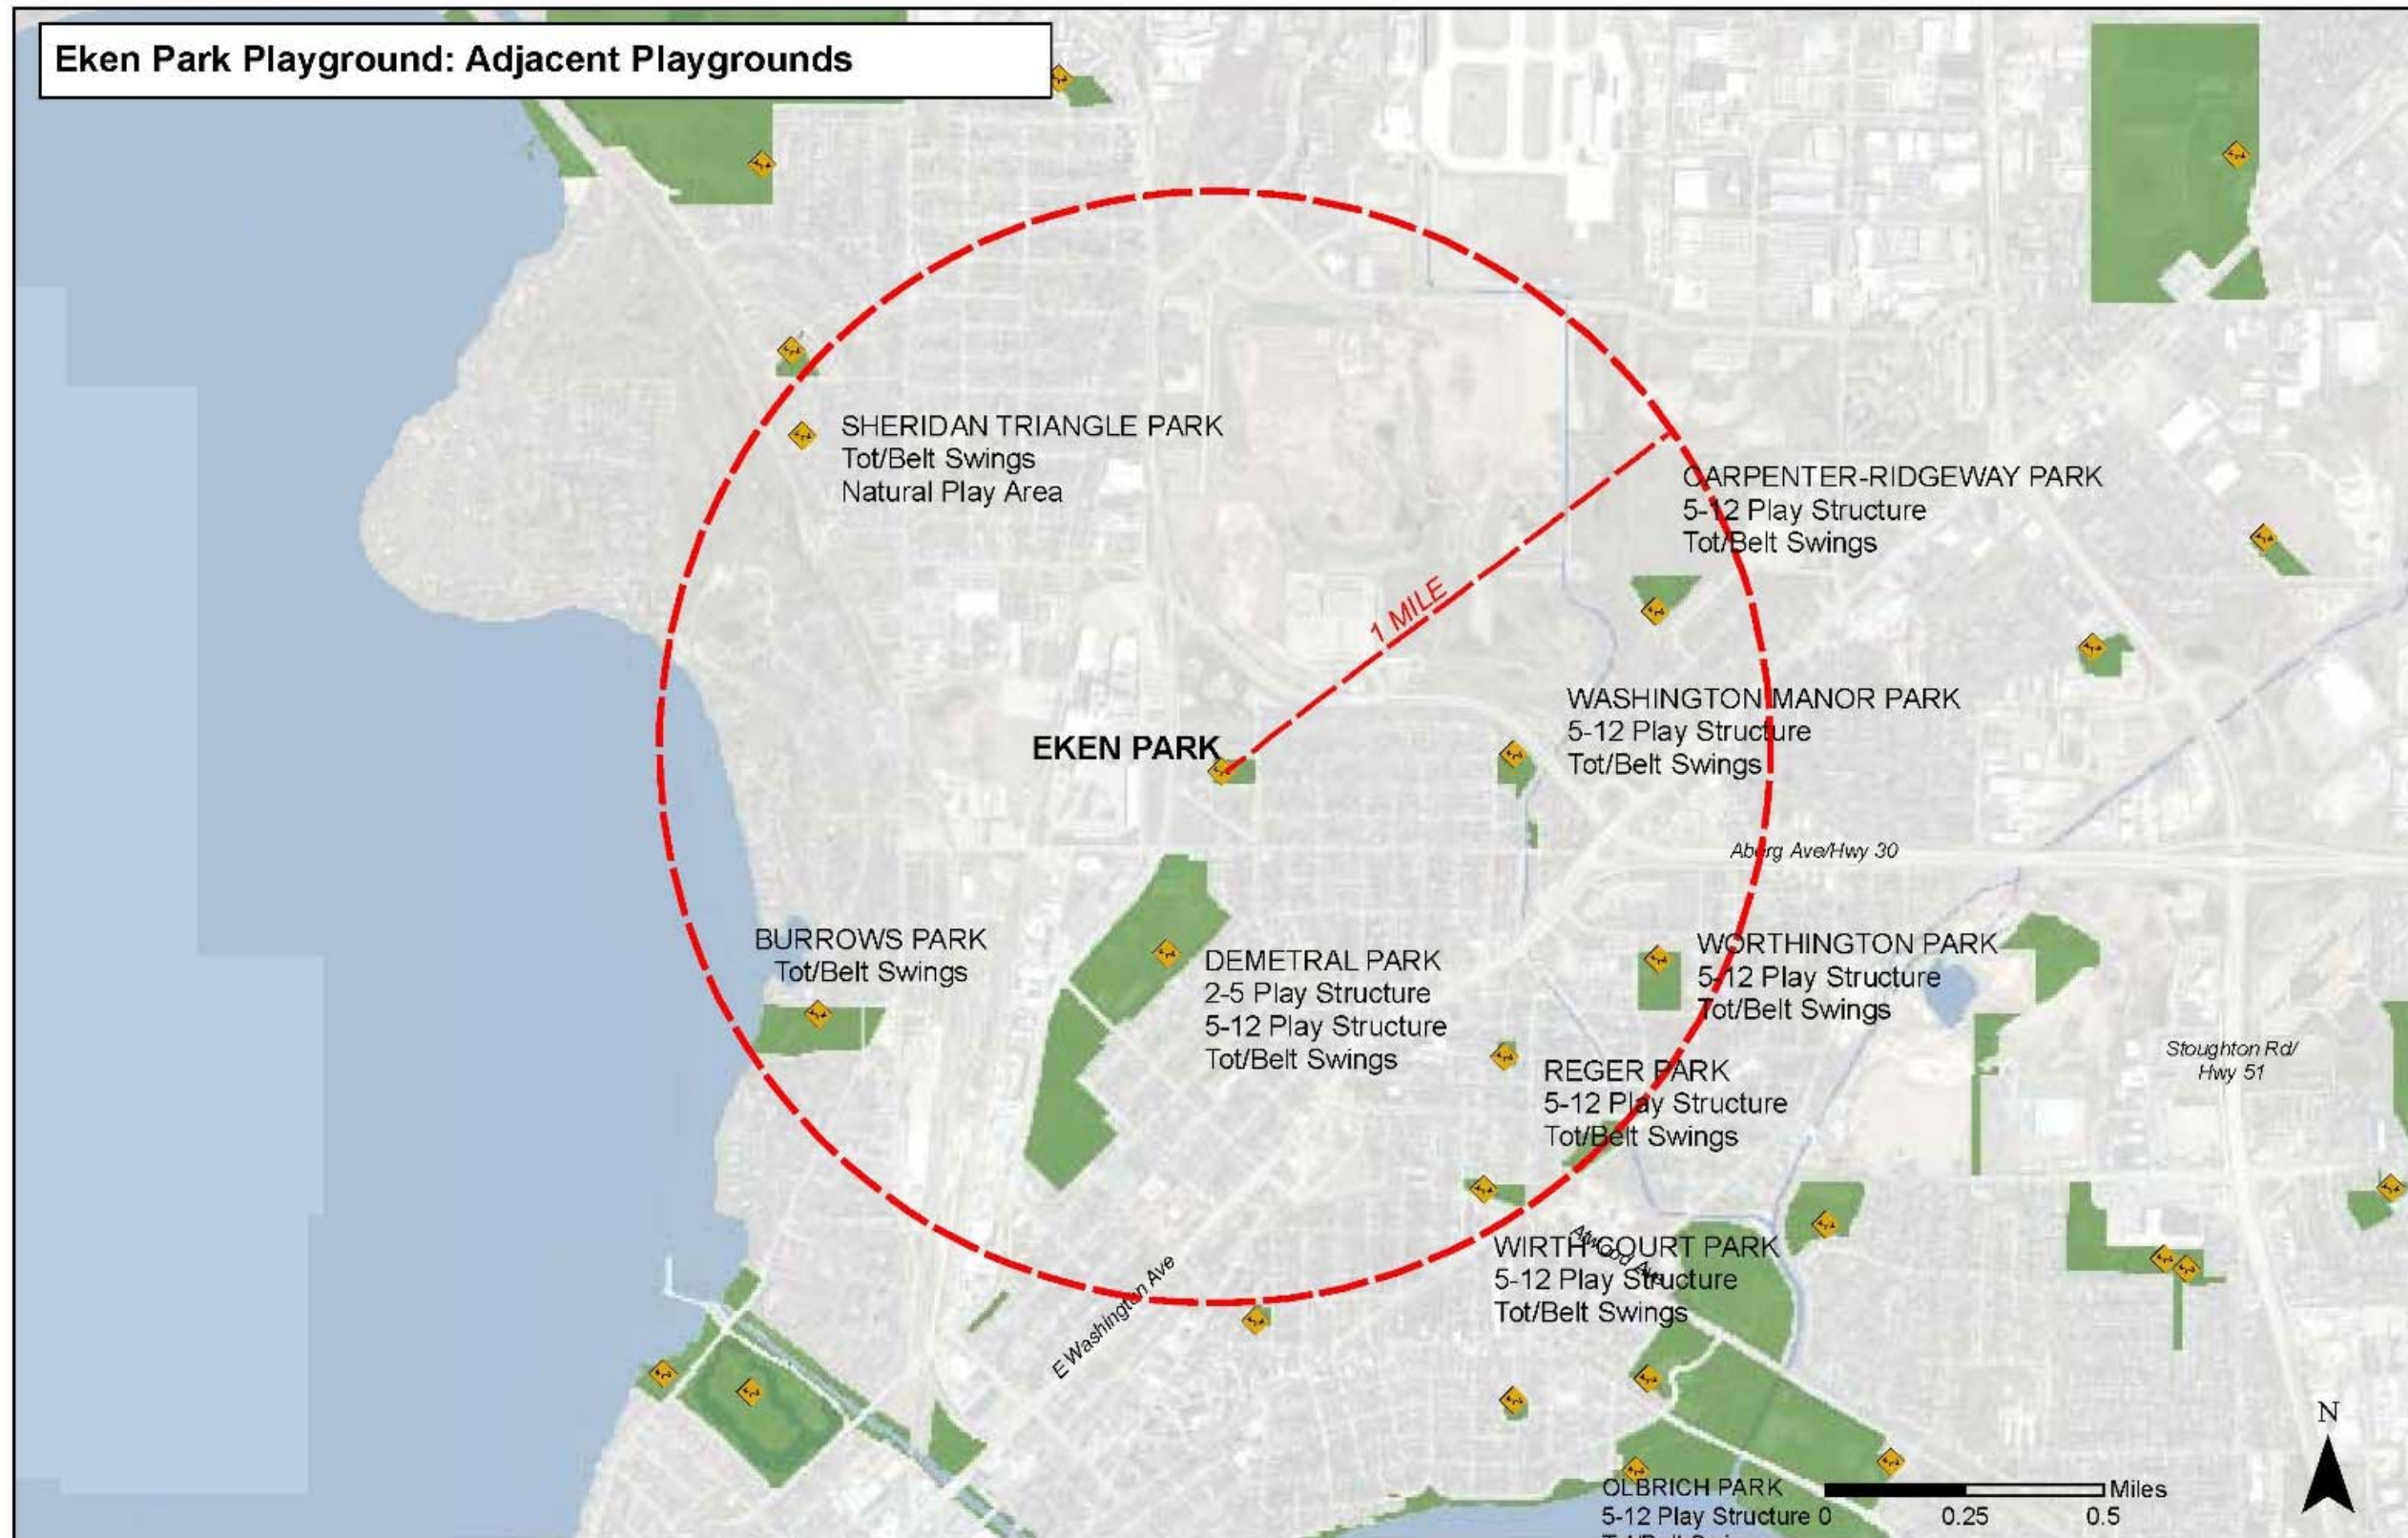 Eken Park Playground: Adjacent Playgrounds
SHERIDAN TRIANGLE PARK
Tot/Belt Swings
Natural Play Area
CARPENTER-RIDGEWAY PARK
5-12 Play Structure
Tot/Belt Swings
1 MILE
WASHINGTON MANOR PARK
5-12 Play Structure
Tot/Belt Swings
EKEN PARK
Aberg Ave/Hwy 30
BURROWS PARK
Tot/Belt Swings
DEMETRAL PARK
2-5 Play Structure
5-12 Play Structure
Tot/Belt Swings
WORTHINGTON PARK
5-12 Play Structure
Tot/Belt Swings
Stoughton Rd/
Hwy 51
REGER PARK
5-12 Play Structure
Tot/Belt Swings
Atwood Ave
WIRTH COURT PARK
5-12 Play Structure
Tot/Belt Swings
E Washington Ave
N
OLBRICH PARK
5-12 Play Structure
Miles
0 0.25 0.5